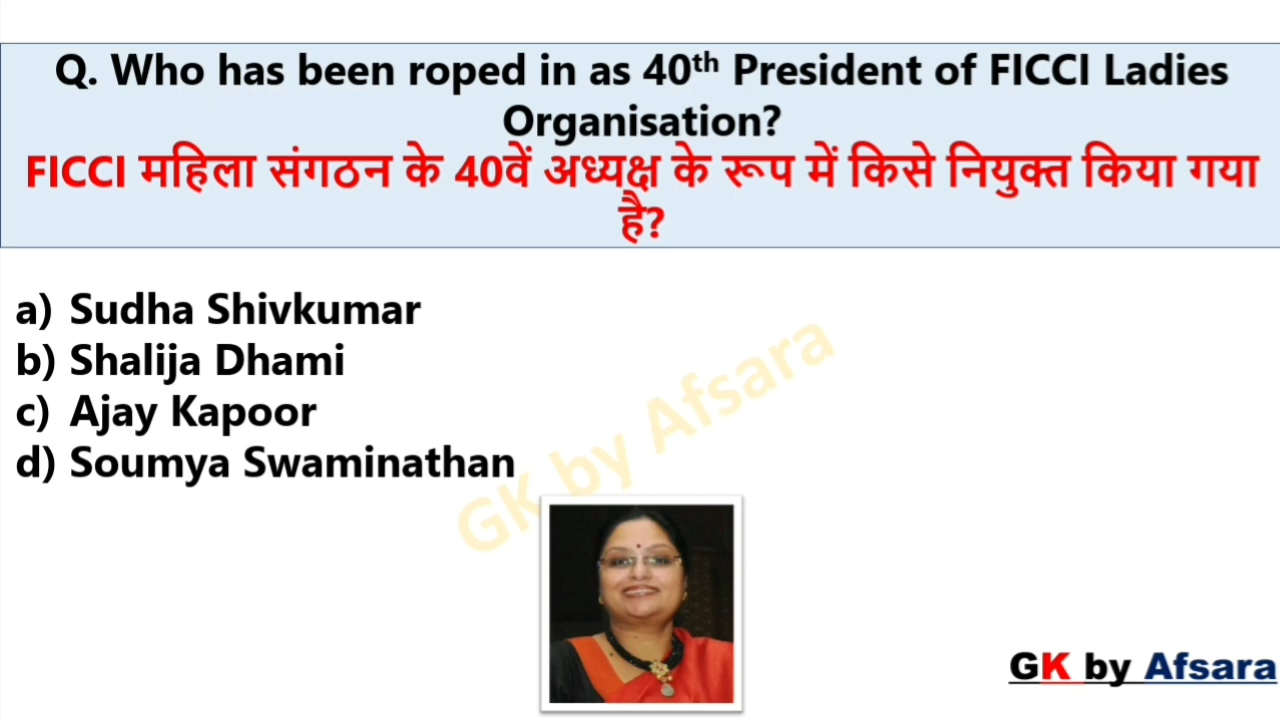 Q. Who has been roped in as 40th President of FICCI Ladies
Organisation?
FICCI महिला संगठन के 40वें अध्यक्ष के रूप में किसे नियुक्त किया गया
है?
a) Sudha Shivkumar
b) Shalija Dhami
c) Ajay Kapoor
d) Soumya Swaminathan
GK by Afsara
GK by Afsara